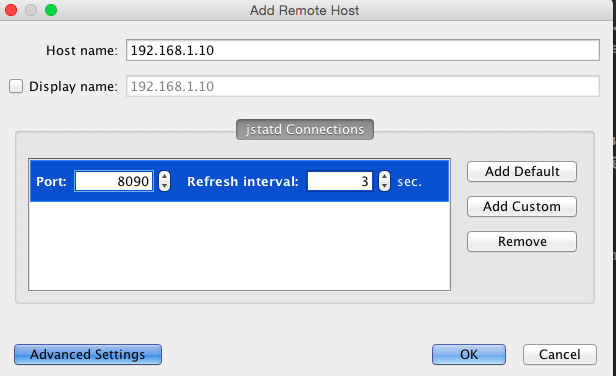 Add Remote Host
Host name: 192.168.1.10
Display name: 192.168.1.10
jstatd Connections
Port: 8090 Refresh interval: 3 sec.
Add Default
Add Custom
Remove
Advanced Settings OK Cancel